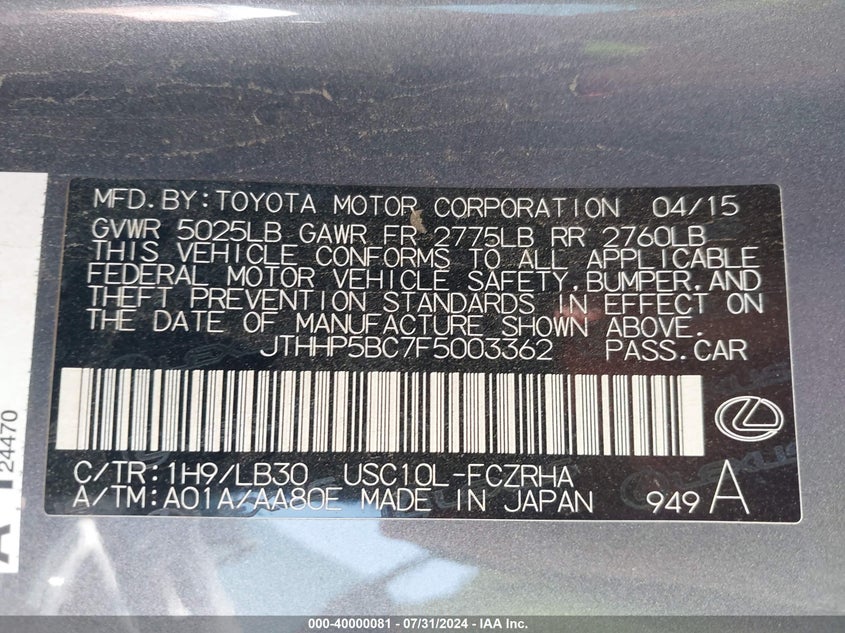 MFD.BY:TOYOTA MOTOR CORPORATION 04/15
GVWR 5025LB GAWR FR 2775LB RR 2760LB
THIS VEHICLE CONFORMS TO ALL APPLICABLE
FEDERAL MOTOR VEHICLE SAFETY,BUMPER,AND
THEFT PREVENTION STANDARDS IN EFFECT ON
THE DATE OF MANUFACTURE SHOWN ABOVE.
JTHHP5BC7F5003362 PASS.CAR
C/TR:1H9/LB30 USC10L-FCZRHA
A/TM:A01A/AA80E MADE IN JAPAN 949 A
24470
000-40000081 - 07/31/2024 - IAA Inc.